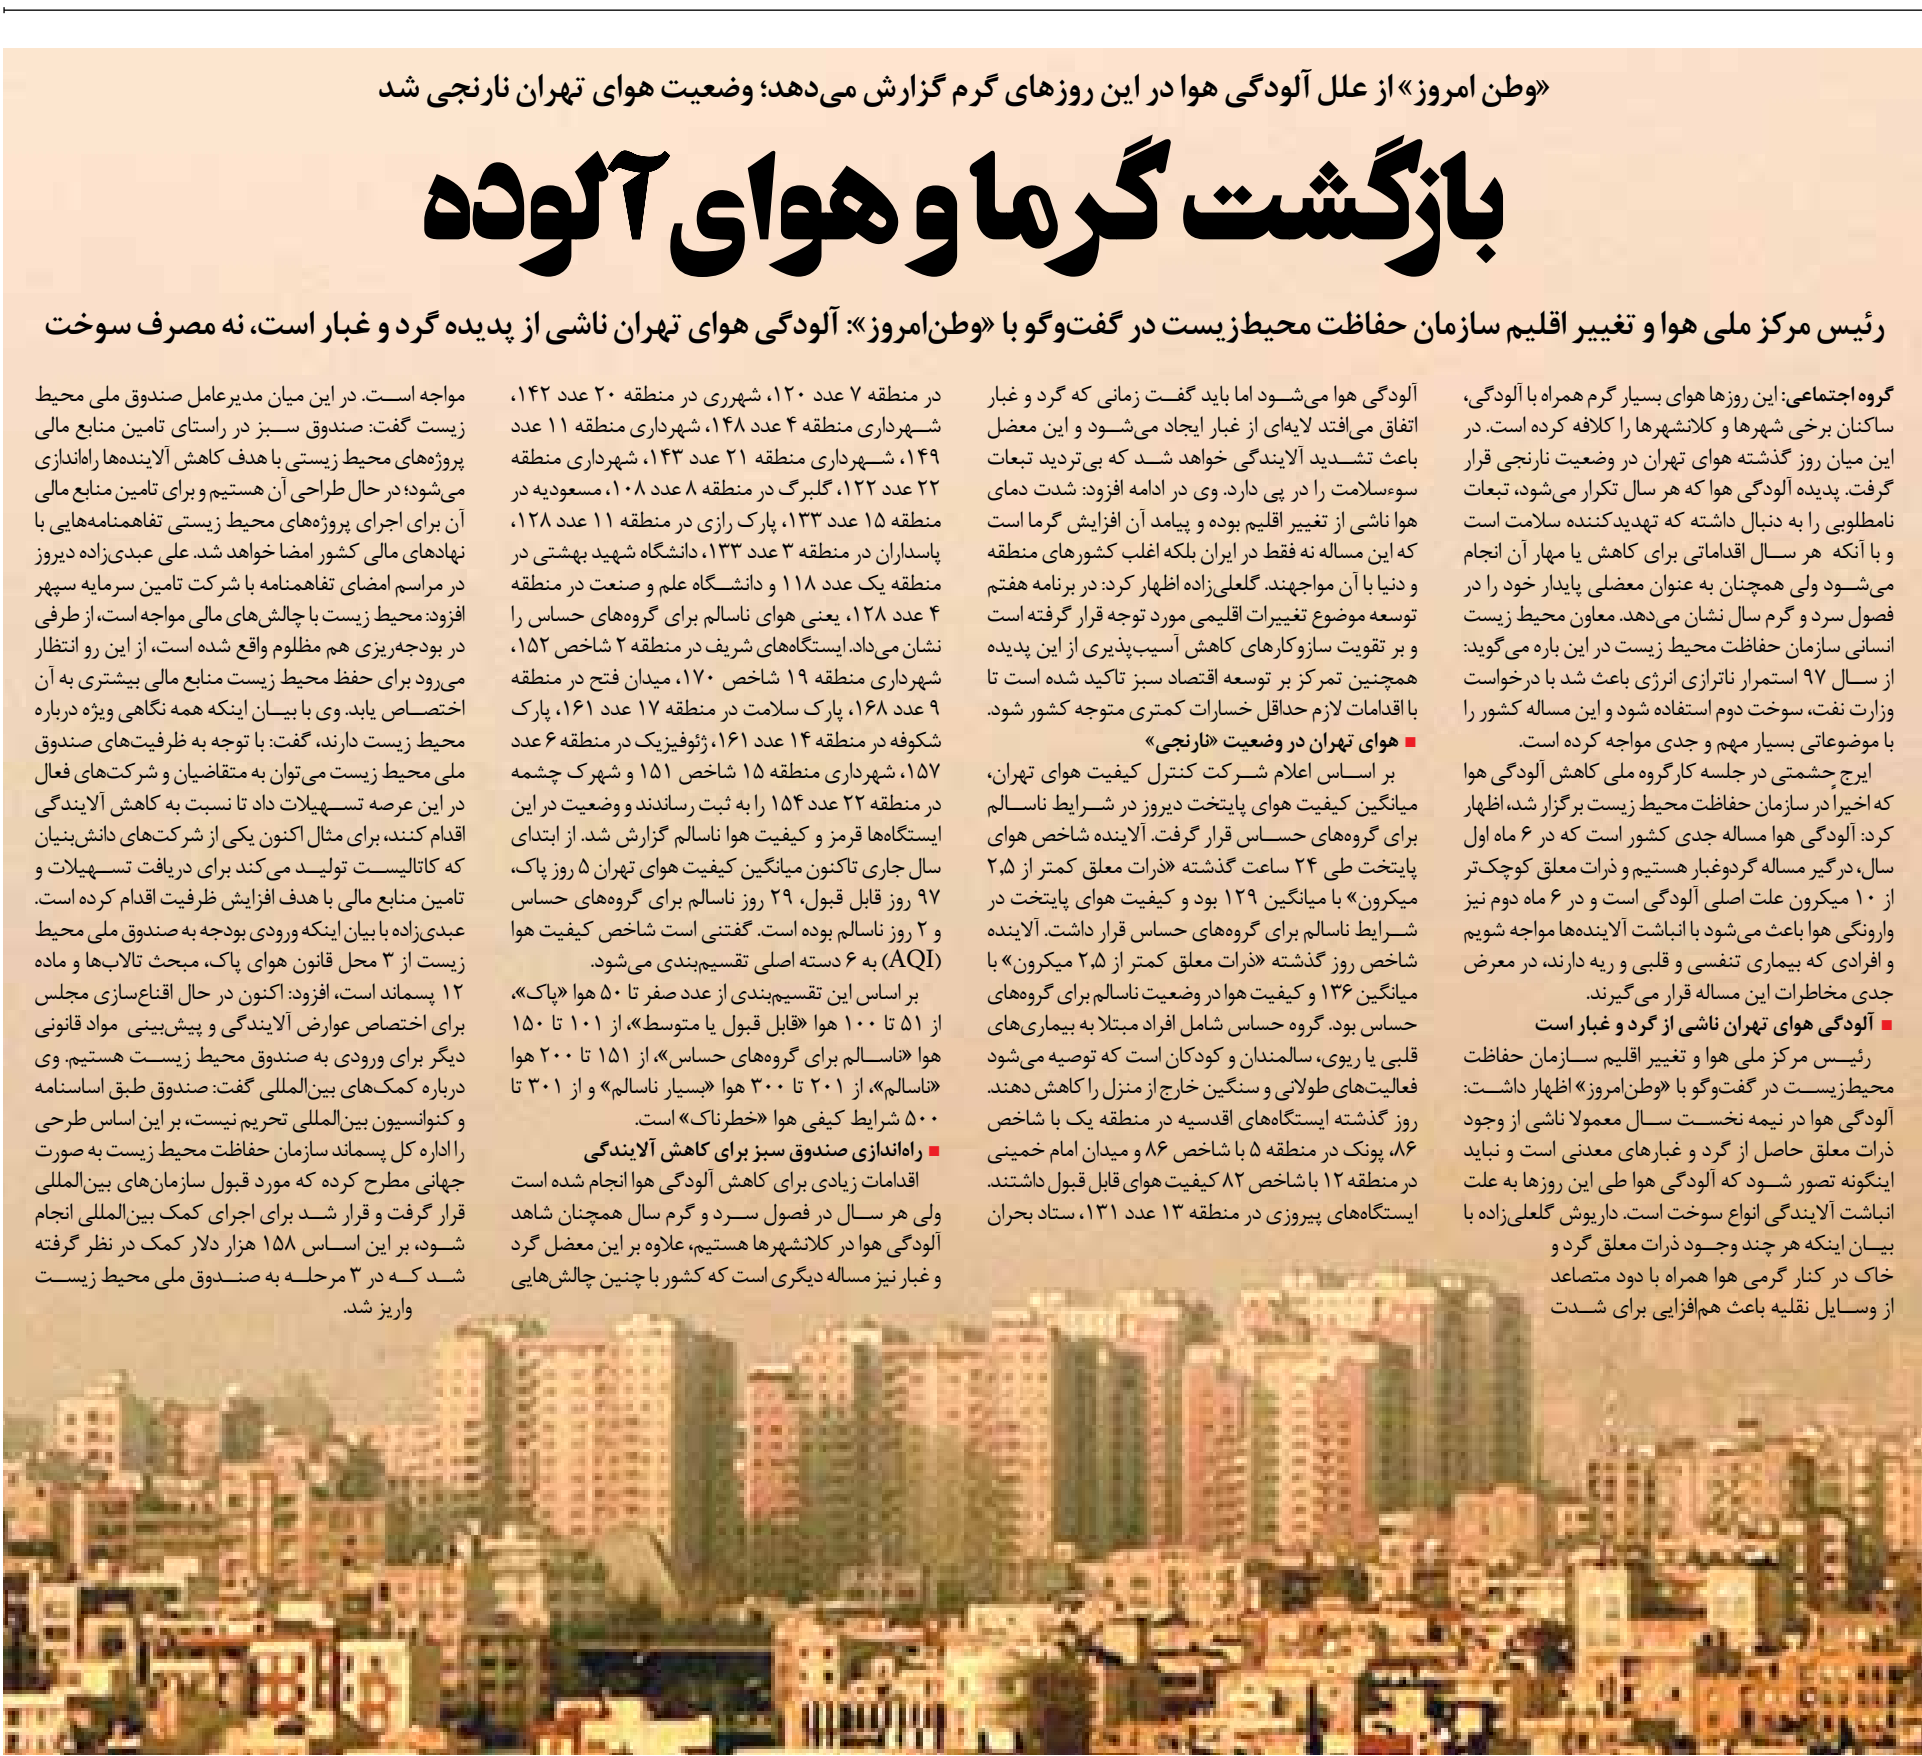 «وطن امروز» از علل آلودگی هوا در این روزهای گرم گزارش می‌دهد؛ وضعیت هوای تهران نارنجی شد
بازگشت گرما و هوای آلوده
رئیس مرکز ملی هوا و تغییر اقلیم سازمان حفاظت محیط‌زیست در گفت‌وگو با «وطن‌امروز»: آلودگی هوای تهران ناشی از پدیده گرد و غبار است، نه مصرف سوخت
گروه اجتماعی: این روزها هوای بسیار گرم همراه با آلودگی،
ساکنان برخی شهرها و کلانشهرها را کلافه کرده است. در
این میان روز گذشته هوای تهران در وضعیت نارنجی قرار
گرفت. پدیده آلودگی هوا که هر سال تکرار می‌شود، تبعات
نامطلوبی را به دنبال داشته که تهدیدکننده سلامت است
و با آنکه هر سال اقداماتی برای کاهش یا مهار آن انجام
می‌شود ولی همچنان به عنوان معضلی پایدار خود را در
فصول سرد و گرم سال نشان می‌دهد. معاون محیط زیست
انسانی سازمان حفاظت محیط زیست در این باره می‌گوید:
از سال ۹۷ استمرار ناترازی انرژی باعث شد با درخواست
وزارت نفت، سوخت دوم استفاده شود و این مساله کشور را
با موضوعاتی بسیار مهم و جدی مواجه کرده است.
ایرج حشمتی در جلسه کارگروه ملی کاهش آلودگی هوا
که اخیراً در سازمان حفاظت محیط زیست برگزار شد، اظهار
کرد: آلودگی هوا مساله جدی کشور است که در ۶ ماه اول
سال، درگیر مساله گردوغبار هستیم و ذرات معلق کوچک‌تر
از ۱۰ میکرون علت اصلی آلودگی است و در ۶ ماه دوم نیز
وارونگی هوا باعث می‌شود با انباشت آلاینده‌ها مواجه شویم
و افرادی که بیماری تنفسی و قلبی و ریه دارند، در معرض
جدی مخاطرات این مساله قرار می‌گیرند.
■ آلودگی هوای تهران ناشی از گرد و غبار است
رئیس مرکز ملی هوا و تغییر اقلیم سازمان حفاظت
محیط‌زیست در گفت‌وگو با «وطن‌امروز» اظهار داشت:
آلودگی هوا در نیمه نخست سال معمولا ناشی از وجود
ذرات معلق حاصل از گرد و غبارهای معدنی است و نباید
اینگونه تصور شود که آلودگی هوا طی این روزها به علت
انباشت آلایندگی انواع سوخت است. داریوش گلعلی‌زاده با
بیان اینکه هر چند وجود ذرات معلق گرد و
خاک در کنار گرمی هوا همراه با دود متصاعد
از وسایل نقلیه باعث هم‌افزایی برای شدت
آلودگی هوا می‌شود اما باید گفت زمانی که گرد و غبار
اتفاق می‌افتد لایه‌ای از غبار ایجاد می‌شود و این معضل
باعث تشدید آلایندگی خواهد شد که بی‌تردید تبعات
سوءسلامت را در پی دارد. وی در ادامه افزود: شدت دمای
هوا ناشی از تغییر اقلیم بوده و پیامد آن افزایش گرما است
که این مساله نه فقط در ایران بلکه اغلب کشورهای منطقه
و دنیا با آن مواجهند. گلعلی‌زاده اظهار کرد: در برنامه هفتم
توسعه موضوع تغییرات اقلیمی مورد توجه قرار گرفته است
و بر تقویت سازوکارهای کاهش آسیب‌پذیری از این پدیده
همچنین تمرکز بر توسعه اقتصاد سبز تاکید شده است تا
با اقدامات لازم حداقل خسارات کمتری متوجه کشور شود.
■ هوای تهران در وضعیت «نارنجی»
بر اساس اعلام شرکت کنترل کیفیت هوای تهران،
میانگین کیفیت هوای پایتخت دیروز در شرایط ناسالم
برای گروه‌های حساس قرار گرفت. آلاینده شاخص هوای
پایتخت طی ۲۴ ساعت گذشته «ذرات معلق کمتر از ۲٫۵
میکرون» با میانگین ۱۲۹ بود و کیفیت هوای پایتخت در
شرایط ناسالم برای گروه‌های حساس قرار داشت. آلاینده
شاخص روز گذشته «ذرات معلق کمتر از ۲٫۵ میکرون» با
میانگین ۱۳۶ و کیفیت هوا در وضعیت ناسالم برای گروه‌های
حساس بود. گروه حساس شامل افراد مبتلا به بیماری‌های
قلبی یا ریوی، سالمندان و کودکان است که توصیه می‌شود
فعالیت‌های طولانی و سنگین خارج از منزل را کاهش دهند.
روز گذشته ایستگاه‌های اقدسیه در منطقه یک با شاخص
۸۶، پونک در منطقه ۵ با شاخص ۸۶ و میدان امام خمینی
در منطقه ۱۲ با شاخص ۸۲ کیفیت هوای قابل قبول داشتند.
ایستگاه‌های پیروزی در منطقه ۱۳ عدد ۱۳۱، ستاد بحران
در منطقه ۷ عدد ۱۲۰، شهرری در منطقه ۲۰ عدد ۱۴۲،
شهرداری منطقه ۴ عدد ۱۴۸، شهرداری منطقه ۱۱ عدد
۱۴۹، شهرداری منطقه ۲۱ عدد ۱۴۳، شهرداری منطقه
۲۲ عدد ۱۲۲، گلبرگ در منطقه ۸ عدد ۱۰۸، مسعودیه در
منطقه ۱۵ عدد ۱۳۳، پارک رازی در منطقه ۱۱ عدد ۱۲۸،
پاسداران در منطقه ۳ عدد ۱۳۳، دانشگاه شهید بهشتی در
منطقه یک عدد ۱۱۸ و دانشگاه علم و صنعت در منطقه
۴ عدد ۱۲۸، یعنی هوای ناسالم برای گروه‌های حساس را
نشان می‌داد. ایستگاه‌های شریف در منطقه ۲ شاخص ۱۵۲،
شهرداری منطقه ۱۹ شاخص ۱۷۰، میدان فتح در منطقه
۹ عدد ۱۶۸، پارک سلامت در منطقه ۱۷ عدد ۱۶۱، پارک
شکوفه در منطقه ۱۴ عدد ۱۶۱، ژئوفیزیک در منطقه ۶ عدد
۱۵۷، شهرداری منطقه ۱۵ شاخص ۱۵۱ و شهرک چشمه
در منطقه ۲۲ عدد ۱۵۴ را به ثبت رساندند و وضعیت در این
ایستگاه‌ها قرمز و کیفیت هوا ناسالم گزارش شد. از ابتدای
سال جاری تاکنون میانگین کیفیت هوای تهران ۵ روز پاک،
۹۷ روز قابل قبول، ۲۹ روز ناسالم برای گروه‌های حساس
و ۲ روز ناسالم بوده است. گفتنی است شاخص کیفیت هوا
(AQI) به ۶ دسته اصلی تقسیم‌بندی می‌شود.
بر اساس این تقسیم‌بندی از عدد صفر تا ۵۰ هوا «پاک»،
از ۵۱ تا ۱۰۰ هوا «قابل قبول یا متوسط»، از ۱۰۱ تا ۱۵۰
هوا «ناسالم برای گروه‌های حساس»، از ۱۵۱ تا ۲۰۰ هوا
«ناسالم»، از ۲۰۱ تا ۳۰۰ هوا «بسیار ناسالم» و از ۳۰۱ تا
۵۰۰ شرایط کیفی هوا «خطرناک» است.
■ راه‌اندازی صندوق سبز برای کاهش آلایندگی
اقدامات زیادی برای کاهش آلودگی هوا انجام شده است
ولی هر سال در فصول سرد و گرم سال همچنان شاهد
آلودگی هوا در کلانشهرها هستیم، علاوه بر این معضل گرد
و غبار نیز مساله دیگری است که کشور با چنین چالش‌هایی
مواجه است. در این میان مدیرعامل صندوق ملی محیط
زیست گفت: صندوق سبز در راستای تامین منابع مالی
پروژه‌های محیط زیستی با هدف کاهش آلاینده‌ها راه‌اندازی
می‌شود؛ در حال طراحی آن هستیم و برای تامین منابع مالی
آن برای اجرای پروژه‌های محیط زیستی تفاهمنامه‌هایی با
نهادهای مالی کشور امضا خواهد شد. علی عبدی‌زاده دیروز
در مراسم امضای تفاهمنامه با شرکت تامین سرمایه سپهر
افزود: محیط زیست با چالش‌های مالی مواجه است، از طرفی
در بودجه‌ریزی هم مظلوم واقع شده است، از این رو انتظار
می‌رود برای حفظ محیط زیست منابع مالی بیشتری به آن
اختصاص یابد. وی با بیان اینکه همه نگاهی ویژه درباره
محیط زیست دارند، گفت: با توجه به ظرفیت‌های صندوق
ملی محیط زیست می‌توان به متقاضیان و شرکت‌های فعال
در این عرصه تسهیلات داد تا نسبت به کاهش آلایندگی
اقدام کنند، برای مثال اکنون یکی از شرکت‌های دانش‌بنیان
که کاتالیست تولید می‌کند برای دریافت تسهیلات و
تامین منابع مالی با هدف افزایش ظرفیت اقدام کرده است.
عبدی‌زاده با بیان اینکه ورودی بودجه به صندوق ملی محیط
زیست از ۳ محل قانون هوای پاک، مبحث تالاب‌ها و ماده
۱۲ پسماند است، افزود: اکنون در حال اقناع‌سازی مجلس
برای اختصاص عوارض آلایندگی و پیش‌بینی مواد قانونی
دیگر برای ورودی به صندوق محیط زیست هستیم. وی
درباره کمک‌های بین‌المللی گفت: صندوق طبق اساسنامه
و کنوانسیون بین‌المللی تحریم نیست، بر این اساس طرحی
را اداره کل پسماند سازمان حفاظت محیط زیست به صورت
جهانی مطرح کرده که مورد قبول سازمان‌های بین‌المللی
قرار گرفت و قرار شد برای اجرای کمک بین‌المللی انجام
شود، بر این اساس ۱۵۸ هزار دلار کمک در نظر گرفته
شد که در ۳ مرحله به صندوق ملی محیط زیست
واریز شد.